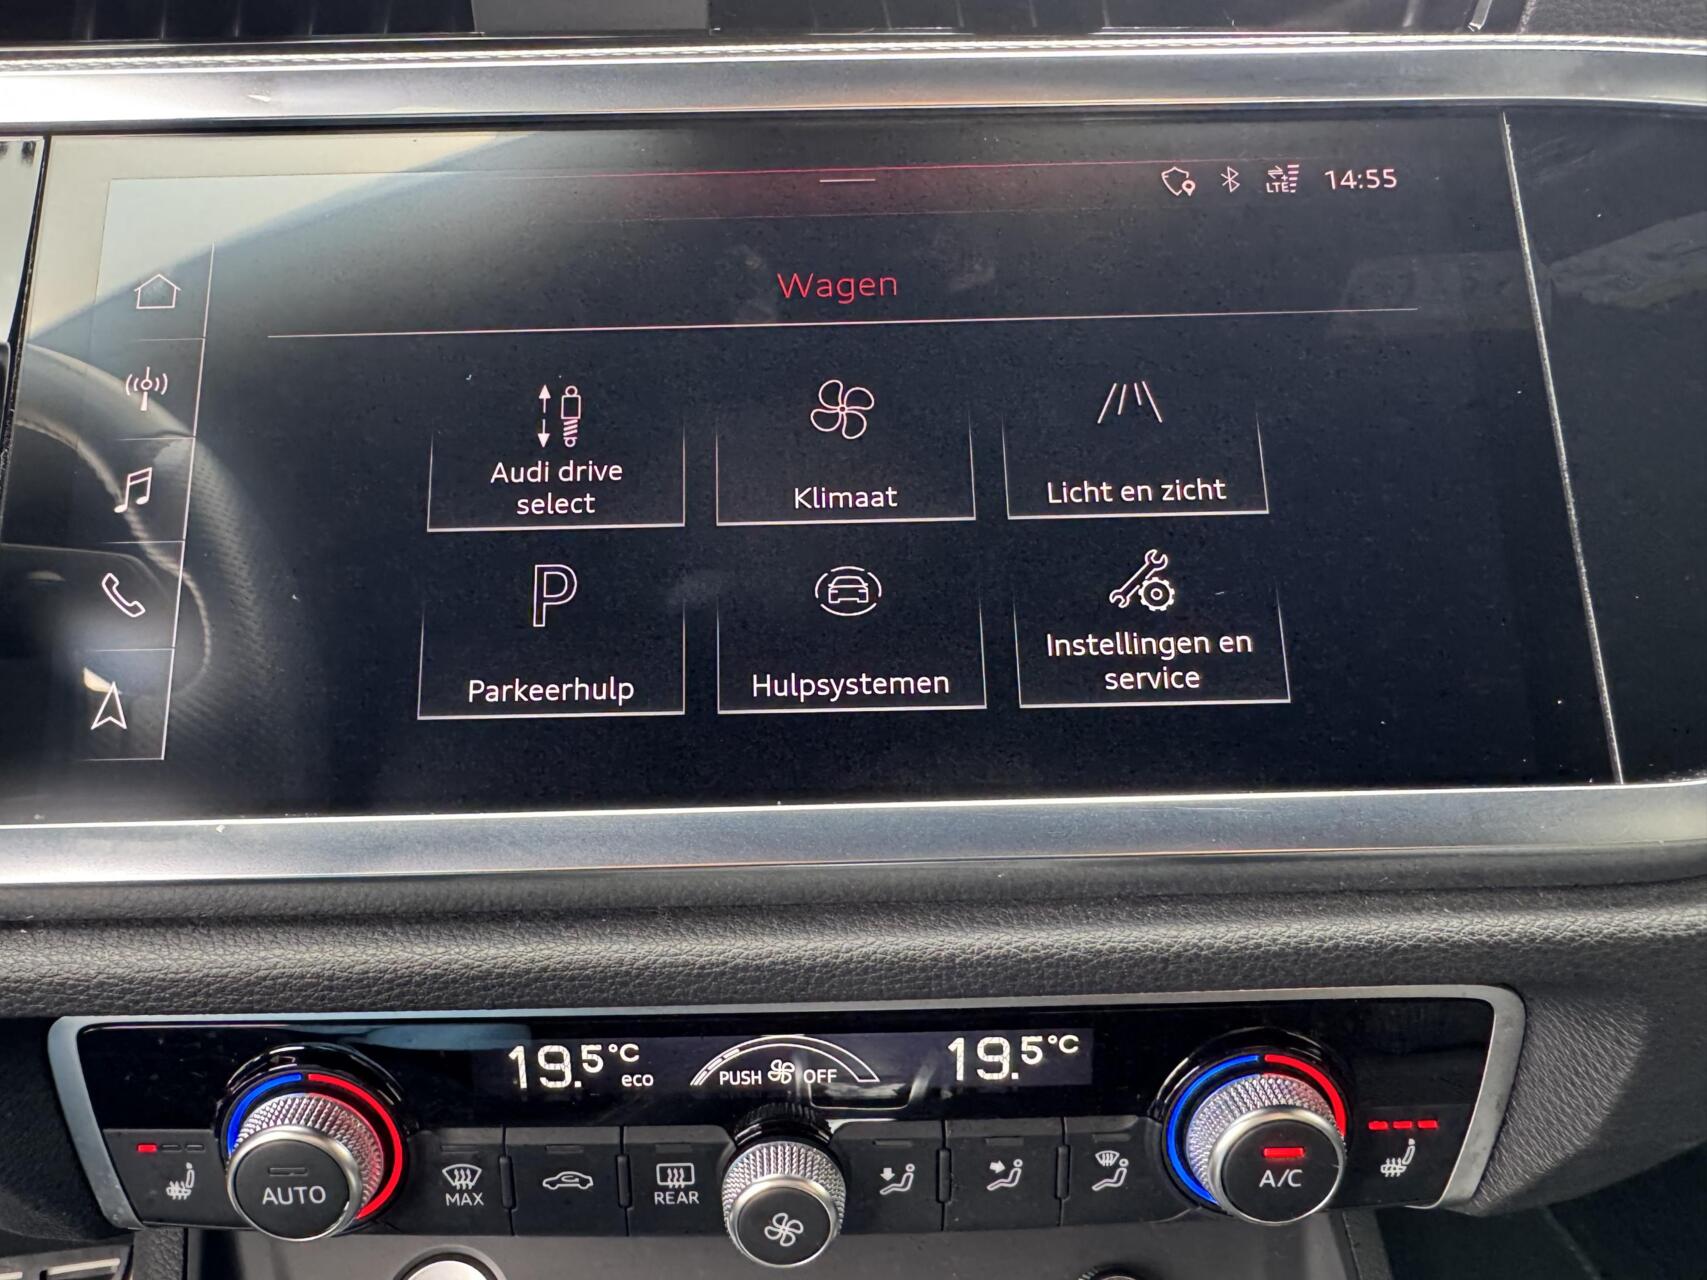 LTE 14:55
Wagen
Audi drive
select
Klimaat
Licht en zicht
Parkeerhulp
Hulpsystemen
Instellingen en
service
19.5°C
eco
PUSH OFF
19.5°C
AUTO
MAX
REAR
A/C